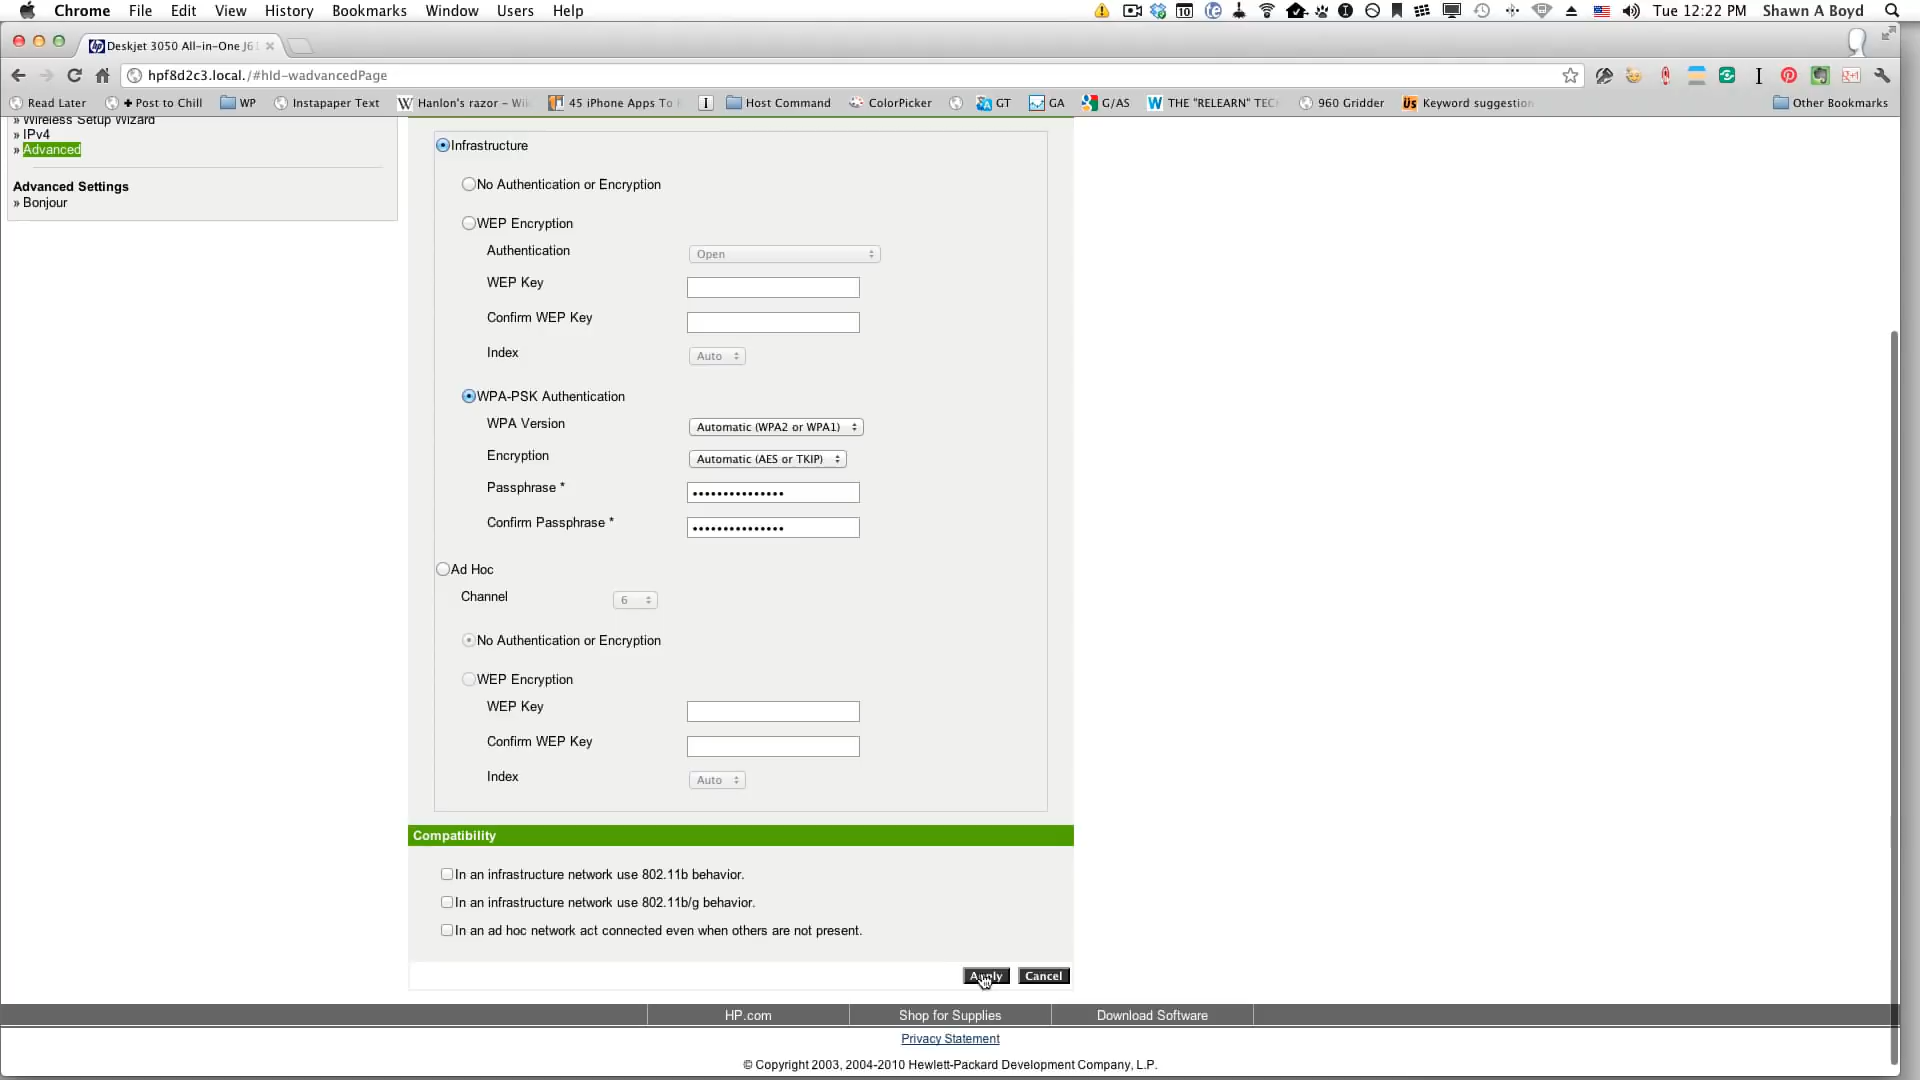 Chrome File Edit View History Bookmarks Window Users Help 10 Tue 12:22 PM Shawn A Boyd
Deskjet 3050 All-in-One J61
hpf8d2c3.local./#hId-wadvancedPage
Read Later + Post to Chill WP Instapaper Text Hanlon's razor – Wi 45 iPhone Apps To I Host Command ColorPicker GT GA G/AS THE "RELEARN" TECH 960 Gridder Us Keyword suggestion Other Bookmarks
» Wireless Setup Wizard
» IPv4
» Advanced
Advanced Settings
» Bonjour
Infrastructure
No Authentication or Encryption
WEP Encryption
Authentication Open
WEP Key
Confirm WEP Key
Index Auto
WPA-PSK Authentication
WPA Version Automatic (WPA2 or WPA1)
Encryption Automatic (AES or TKIP)
Passphrase * •••••••••••••••
Confirm Passphrase * •••••••••••••••
Ad Hoc
Channel 6
No Authentication or Encryption
WEP Encryption
WEP Key
Confirm WEP Key
Index Auto
Compatibility
In an infrastructure network use 802.11b behavior.
In an infrastructure network use 802.11b/g behavior.
In an ad hoc network act connected even when others are not present.
Apply Cancel
HP.com Shop for Supplies Download Software
Privacy Statement
© Copyright 2003, 2004-2010 Hewlett-Packard Development Company, L.P.